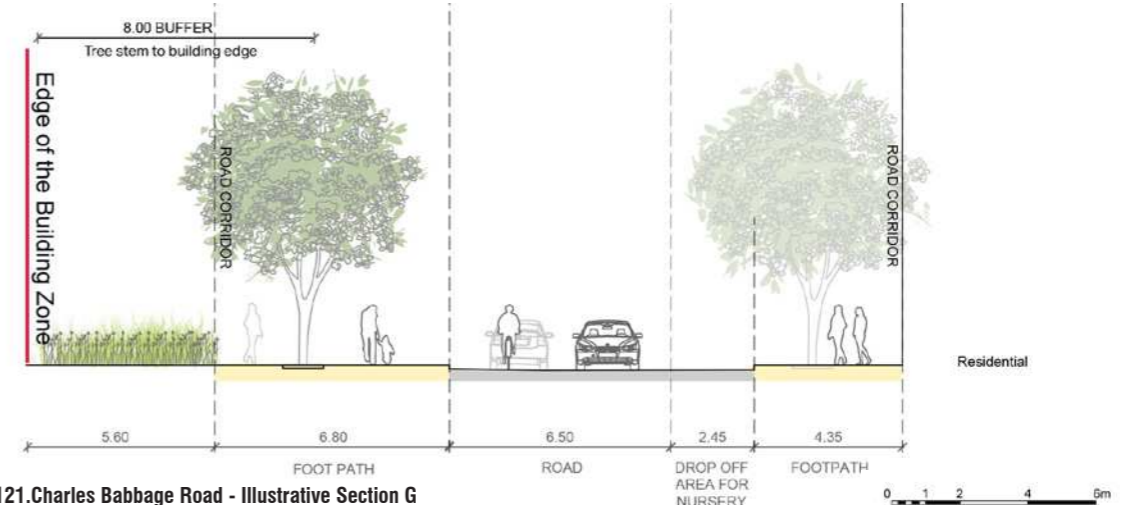 8.00 BUFFER
Tree stem to building edge
Edge of the Building Zone
ROAD CORRIDOR
ROAD CORRIDOR
Residential
5.60
6.80
6.50
2.45
4.35
FOOT PATH
ROAD
DROP OFF
AREA FOR
NURSERY
FOOTPATH
121.Charles Babbage Road - Illustrative Section G
0 1 2 4 6m